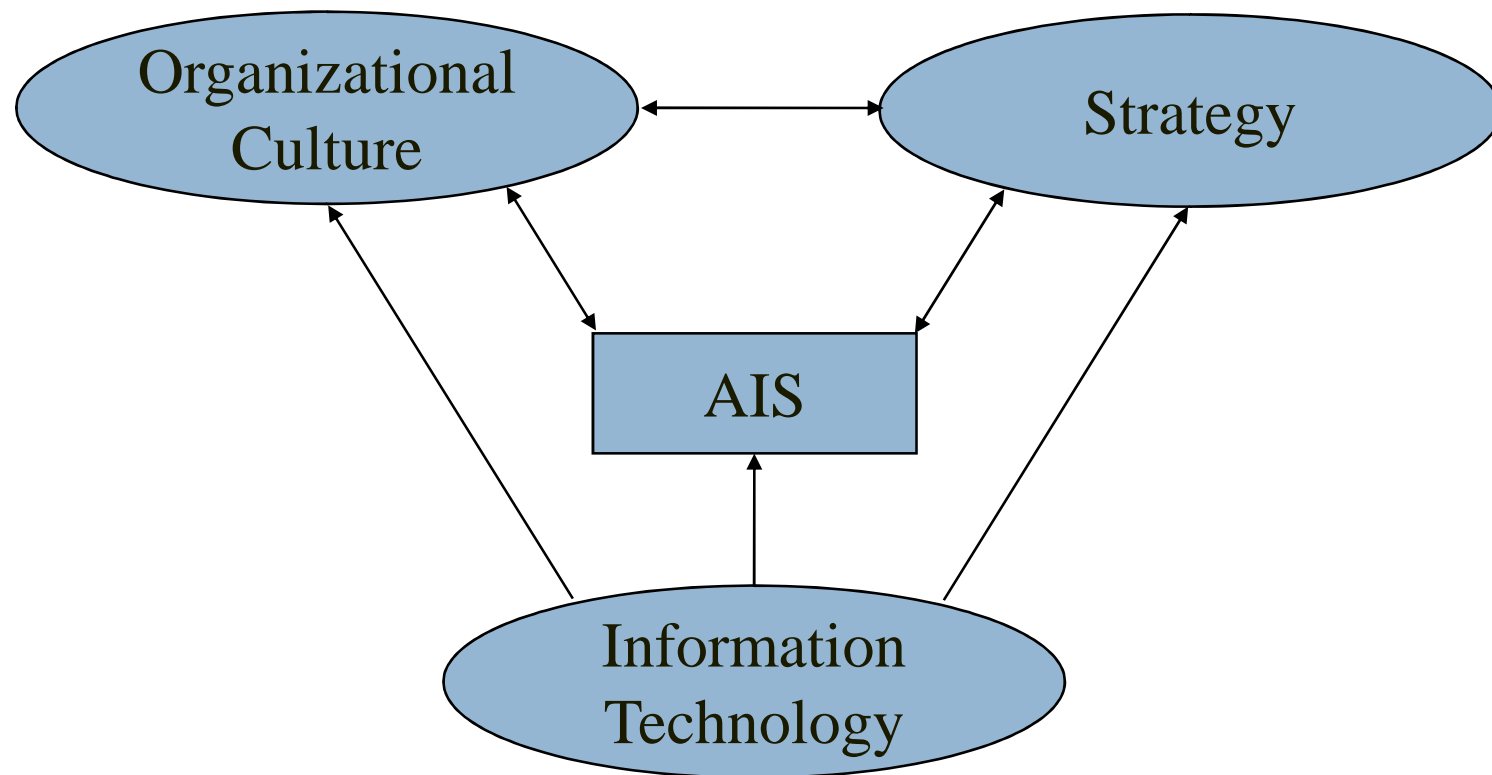 Organizational
Culture
Strategy
AIS
Information
Technology